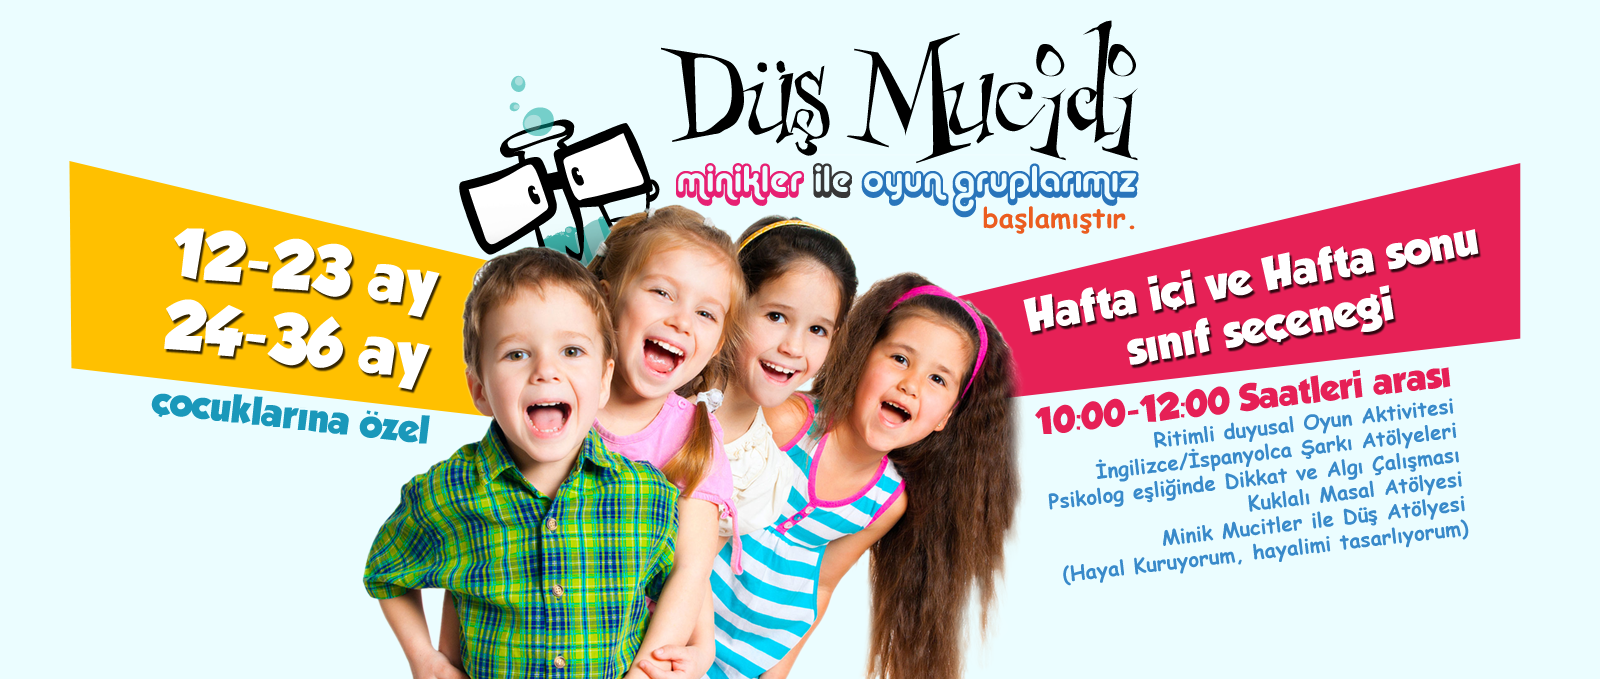 Düş Mucidi
minikler ile oyun gruplarımız
başlamıştır.
12-23 ay
24-36 ay
çocuklarına özel
Hafta içi ve Hafta sonu
sınıf seçenegi
10:00-12:00 Saatleri arası
Ritimli duyusal Oyun Aktivitesi
İngilizce/İspanyolca Şarkı Atölyeleri
Psikolog eşliğinde Dikkat ve Algı Çalışması
Kuklalı Masal Atölyesi
Minik Mucitler ile Düş Atölyesi
(Hayal Kuruyorum, hayalimi tasarlıyorum)